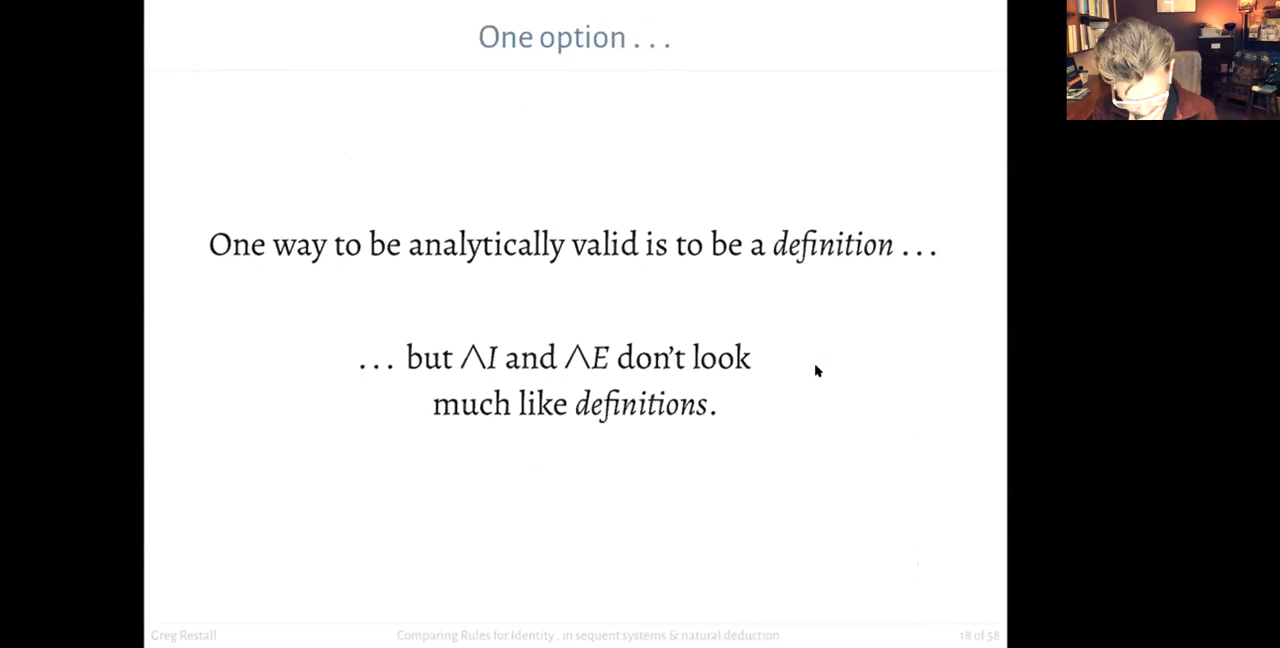 One option . . .
One way to be analytically valid is to be a definition . . .
. . . but ∧I and ∧E don’t look
much like definitions.
Greg Restall
Comparing Rules for Identity , in sequent systems & natural deduction
18 of 58